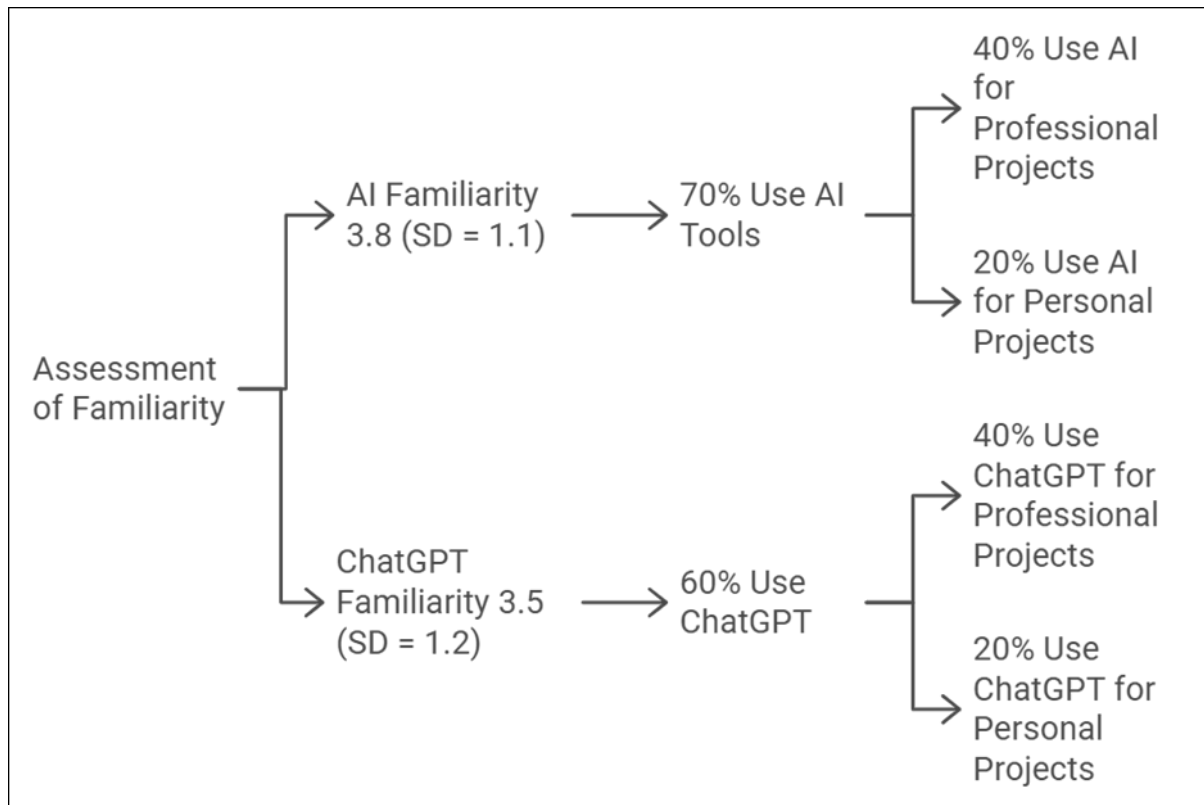 Assessment
of Familiarity
AI Familiarity
3.8 (SD = 1.1)
70% Use AI
Tools
40% Use AI
for
Professional
Projects
20% Use AI
for Personal
Projects
ChatGPT
Familiarity 3.5
(SD = 1.2)
60% Use
ChatGPT
40% Use
ChatGPT for
Professional
Projects
20% Use
ChatGPT for
Personal
Projects